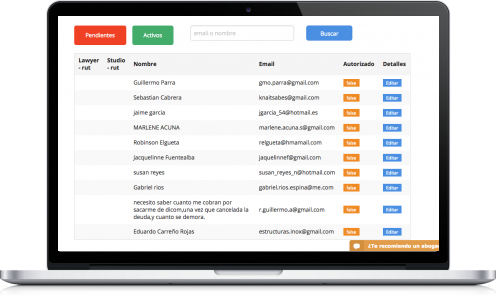 Pendientes Activos email o nombre Buscar
Lawyer - rut Studio - rut Nombre Email Autorizado Detalles
Guillermo Parra gmo.parra@gmail.com false Editar
Sebastian Cabrera knaitsabes@gmail.com false Editar
jaime garcia jgarcia_54@hotmail.es false Editar
MARLENE ACUNA marlene.acuna.s@gmail.com false Editar
Robinson Elgueta relgueta@hmamail.com false Editar
Jacquelinne Fuentealba jaquelinnef@gmail.com false Editar
susan reyes susan_reyes_n@hotmail.com false Editar
Gabriel rios gabriel.rios.espina@me.com false Editar
necesito saber cuanto me cobran por
sacarme de dicom,una vez que cancelada la
deuda,y cuanto se demora. r.guillermo.a@gmail.com false Editar
Eduardo Carreño Rojas estructuras.inox@gmail.com false Editar
¿Te recomiendo un aboga